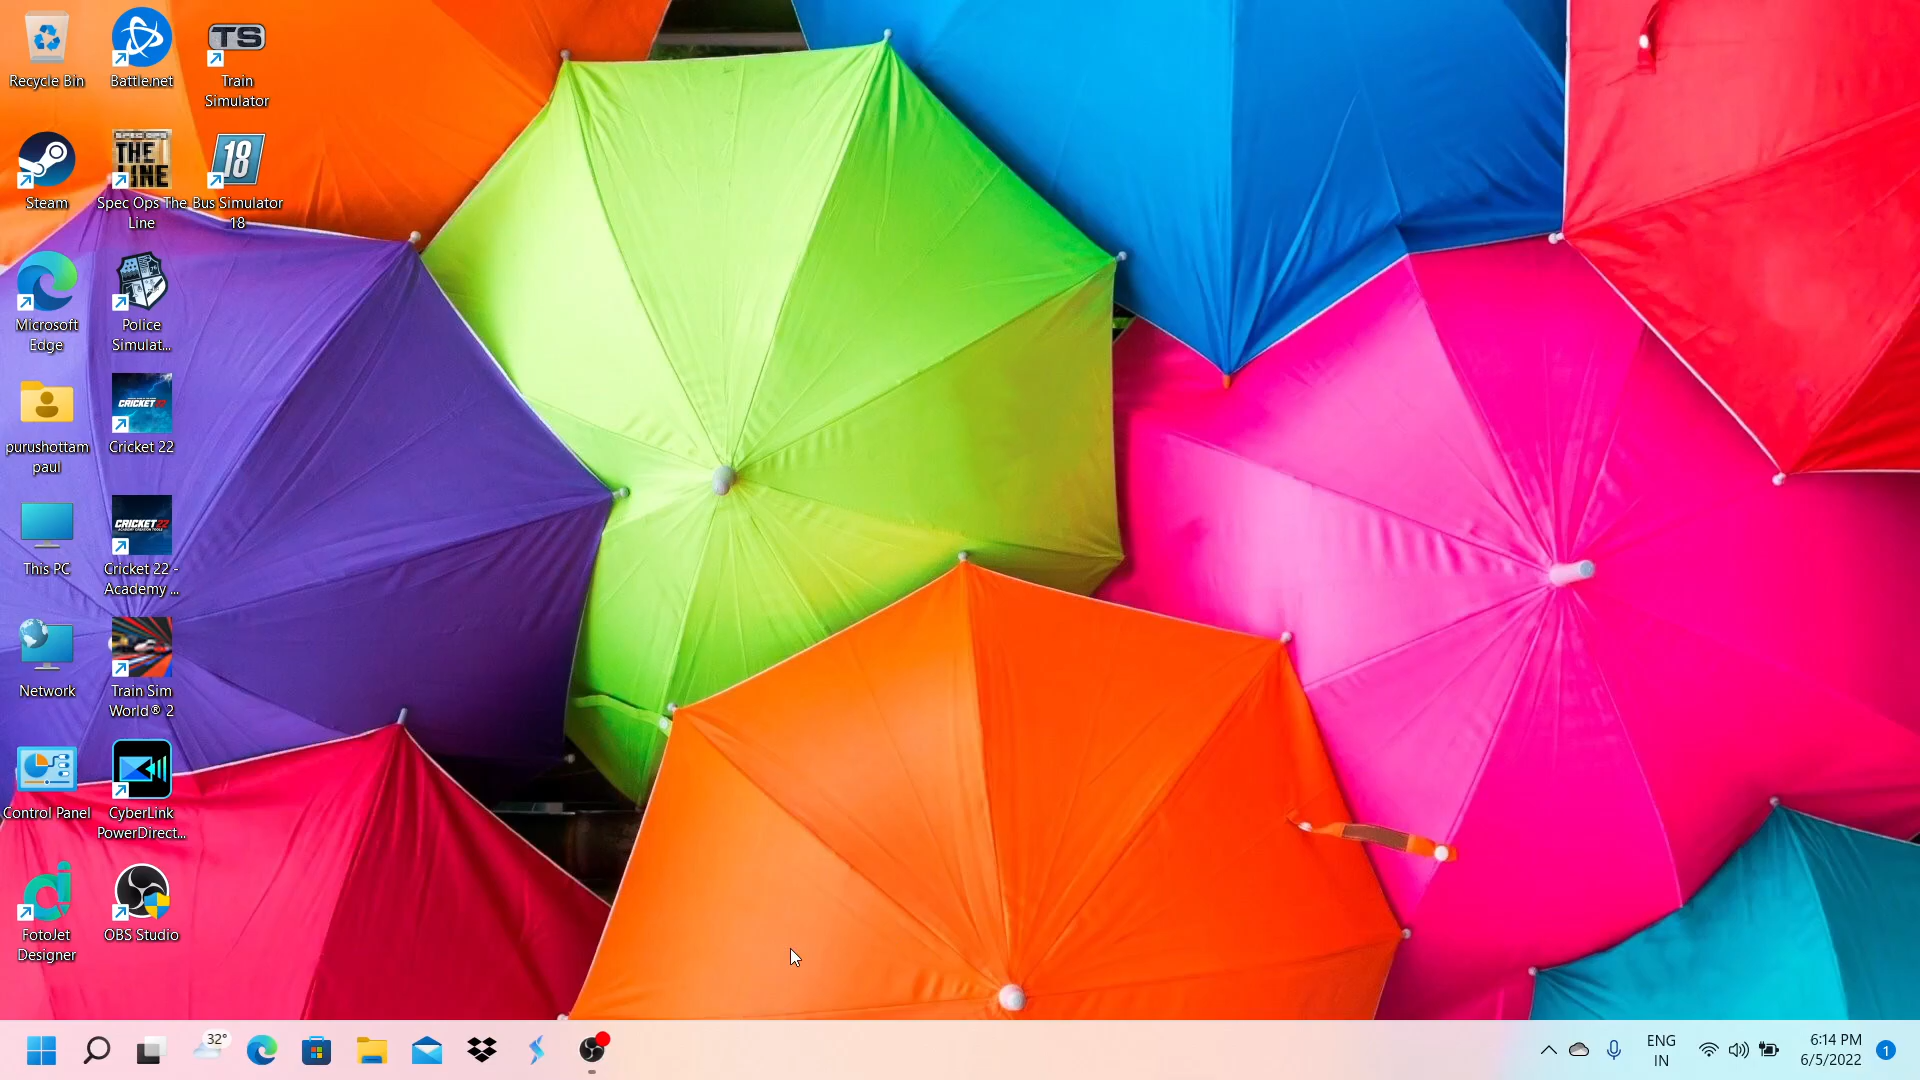 Recycle Bin
Battle.net
TS
Train
Simulator
Steam
SPEC OPS
THE
LINE
Spec Ops The
Line
18
Bus Simulator
18
Microsoft
Edge
Police
Simulat...
purushottam
paul
CRICKET 22
Cricket 22
This PC
CRICKET 22
Cricket 22 -
Academy ...
Network
Train Sim
World® 2
Control Panel
CyberLink
PowerDirect...
FotoJet
Designer
OBS Studio
32°
ENG
IN
6:14 PM
6/5/2022
1